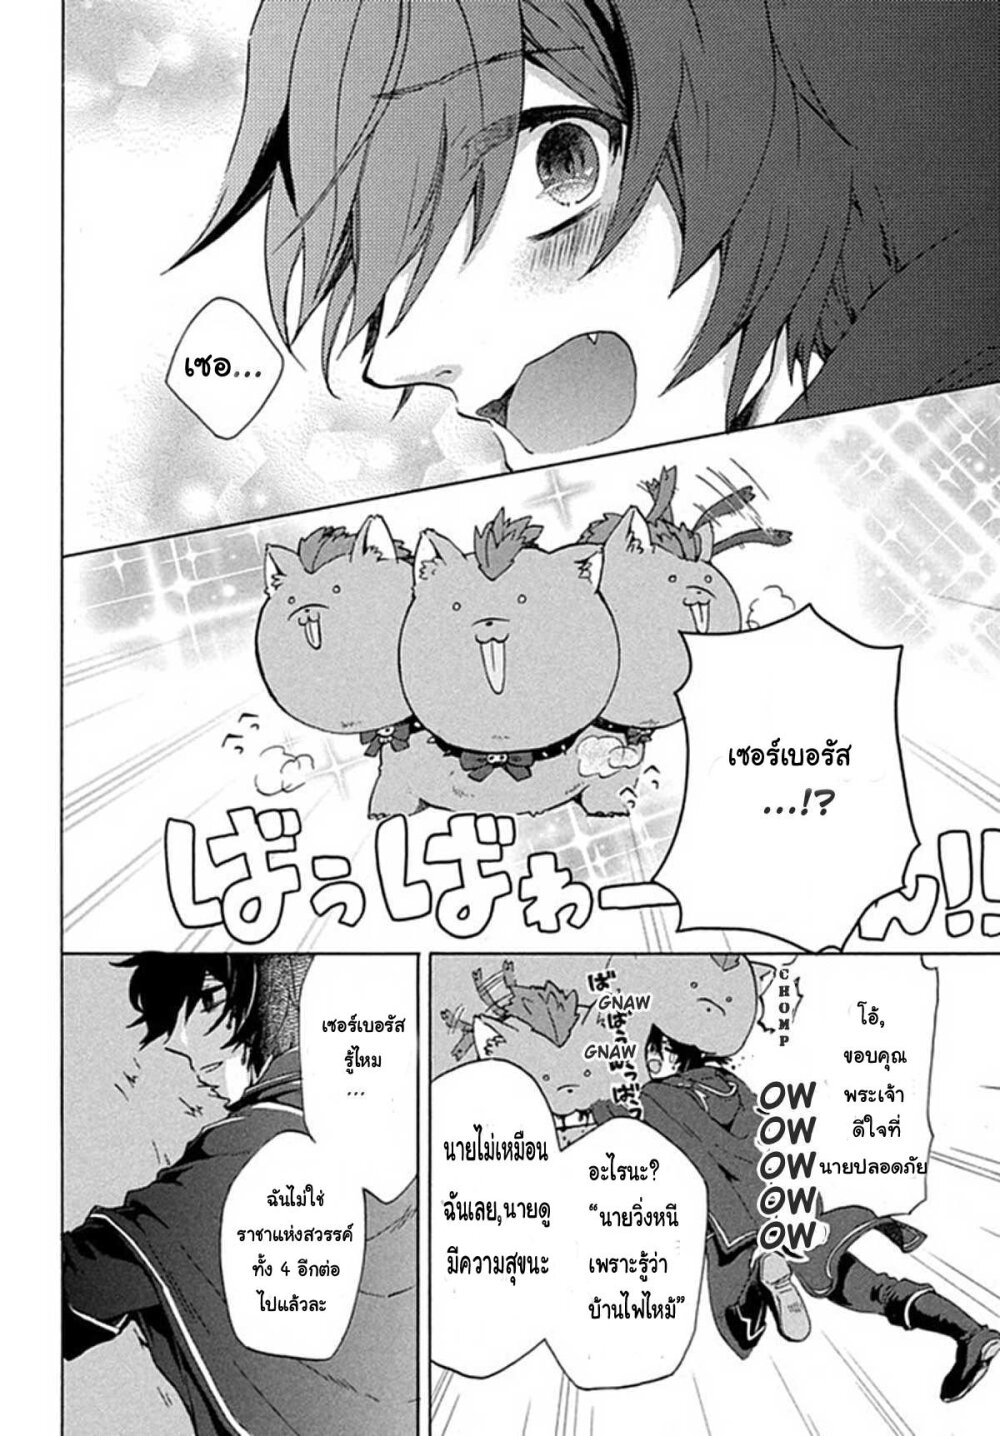 เซอ...
เซอร์เบอรัส
...!?
ばうばわーん!!
CHOMP
โอ้,
ขอบคุณ
พระเจ้า
ดีใจที่
นายปลอดภัย
OW
OW
OW
OW
OW
GNAW
GNAW
อะไรนะ?
“นายวิ่งหนี
เพราะรู้ว่า
บ้านไฟไหม้”
นายไม่เหมือน
ฉันเลย,นายดู
มีความสุขนะ
เซอร์เบอรัส
รู้ไหม
...
ฉันไม่ใช่
ราชาแห่งสวรรค์
ทั้ง 4 อีกต่อ
ไปแล้วละ